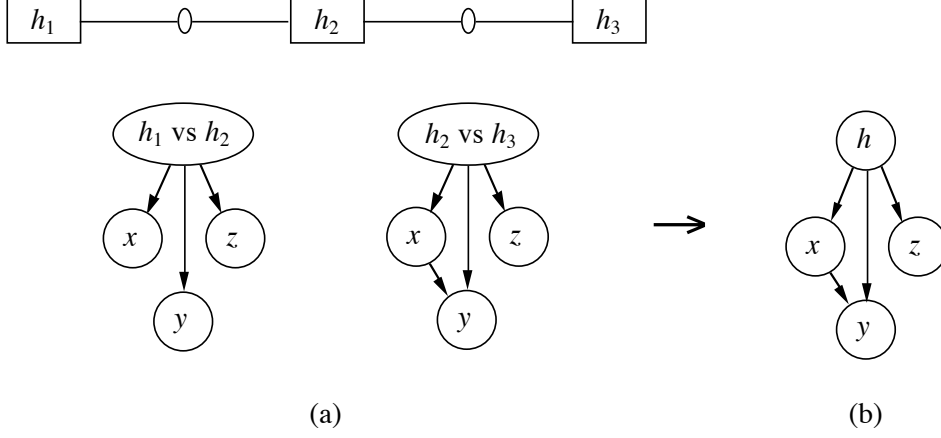 h1 h2 h3
h1 vs h2 h2 vs h3 h
x z x z x z
y y y
(a) (b)